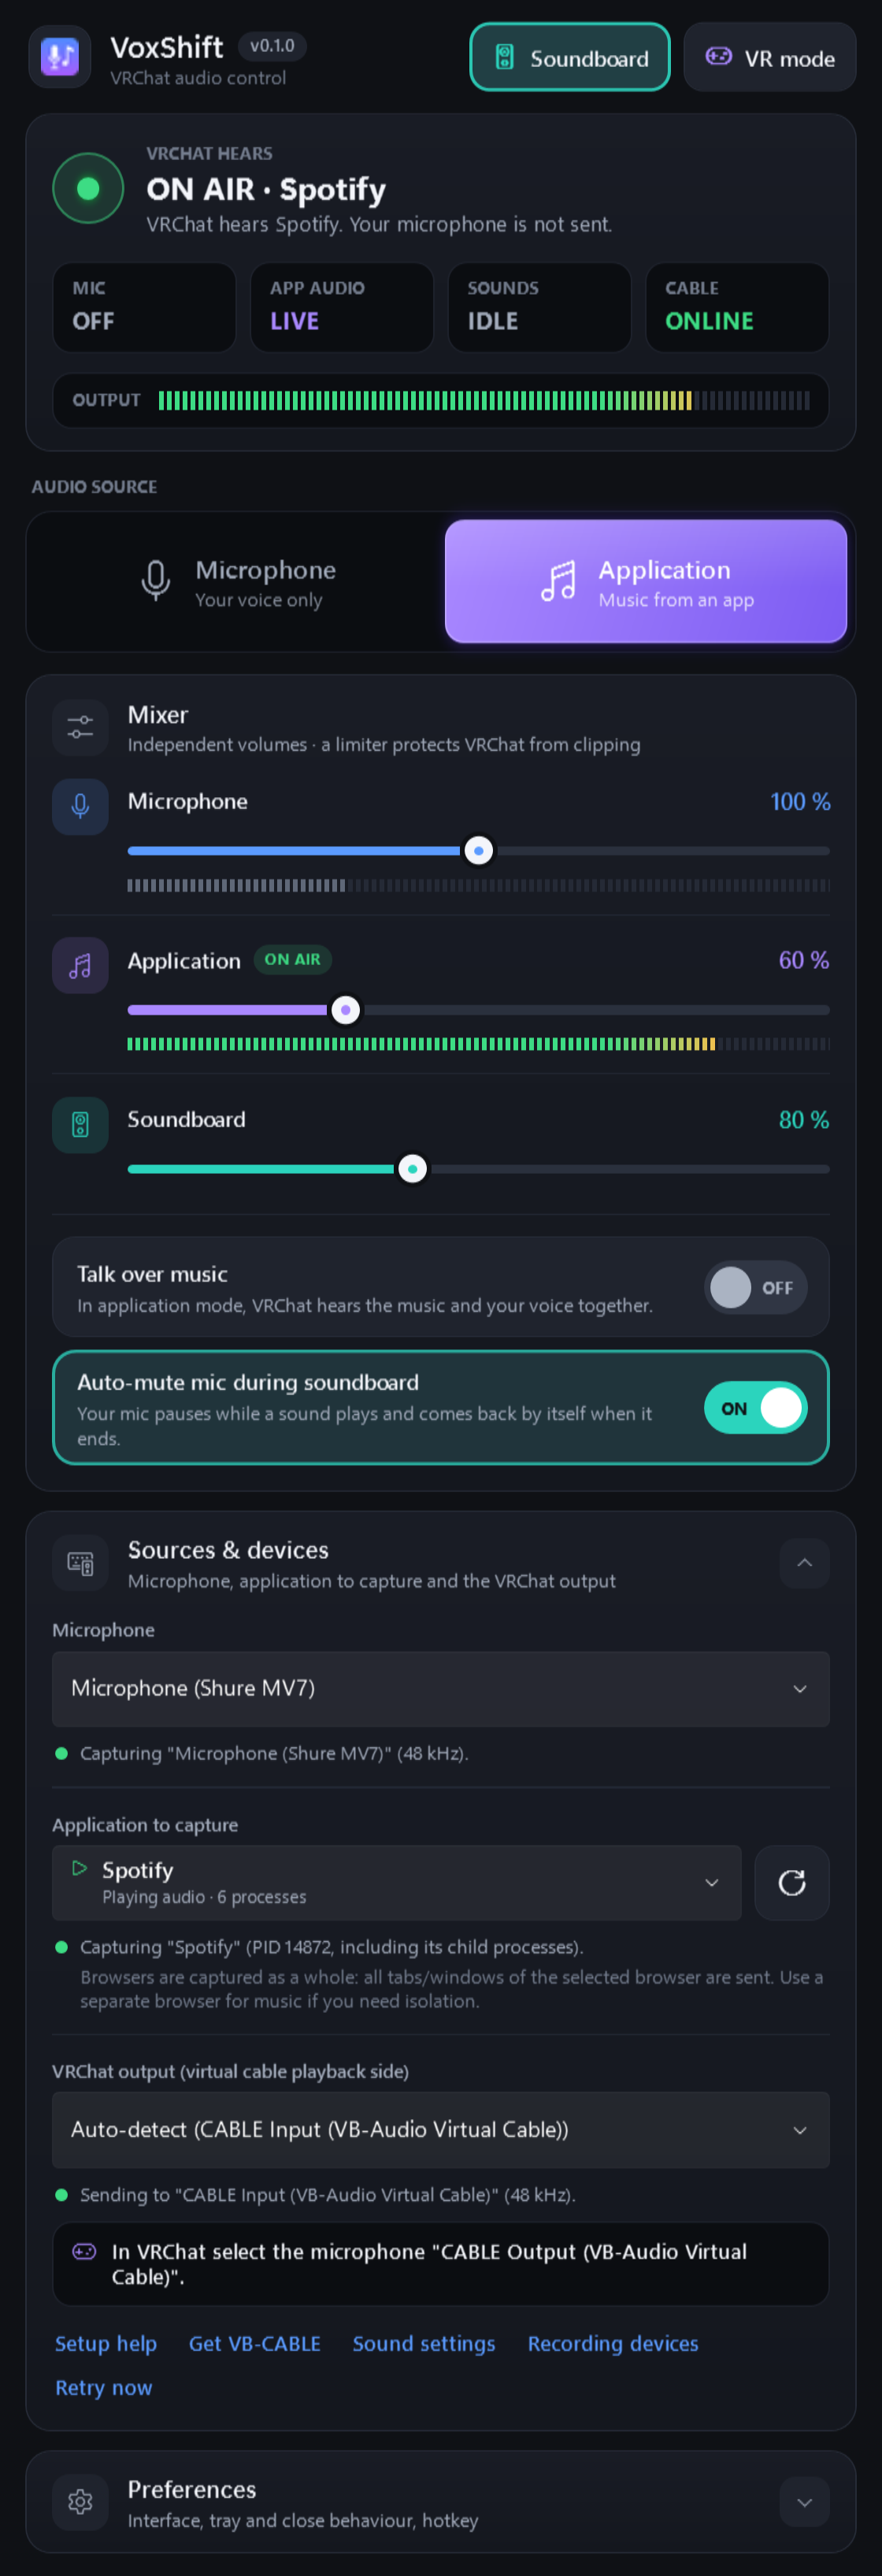 VoxShift v0.1.0
VRChat audio control
Soundboard
VR mode
VRCHAT HEARS
ON AIR · Spotify
VRChat hears Spotify. Your microphone is not sent.
MIC
OFF
APP AUDIO
LIVE
SOUNDS
IDLE
CABLE
ONLINE
OUTPUT
AUDIO SOURCE
Microphone
Your voice only
Application
Music from an app
Mixer
Independent volumes · a limiter protects VRChat from clipping
Microphone 100 %
Application ON AIR 60 %
Soundboard 80 %
Talk over music
In application mode, VRChat hears the music and your voice together.
OFF
Auto-mute mic during soundboard
Your mic pauses while a sound plays and comes back by itself when it
ends.
ON
Sources & devices
Microphone, application to capture and the VRChat output
Microphone
Microphone (Shure MV7)
Capturing "Microphone (Shure MV7)" (48 kHz).
Application to capture
Spotify
Playing audio · 6 processes
Capturing "Spotify" (PID 14872, including its child processes).
Browsers are captured as a whole: all tabs/windows of the selected browser are sent. Use a
separate browser for music if you need isolation.
VRChat output (virtual cable playback side)
Auto-detect (CABLE Input (VB-Audio Virtual Cable))
Sending to "CABLE Input (VB-Audio Virtual Cable)" (48 kHz).
In VRChat select the microphone "CABLE Output (VB-Audio Virtual
Cable)".
Setup help Get VB-CABLE Sound settings Recording devices
Retry now
Preferences
Interface, tray and close behaviour, hotkey